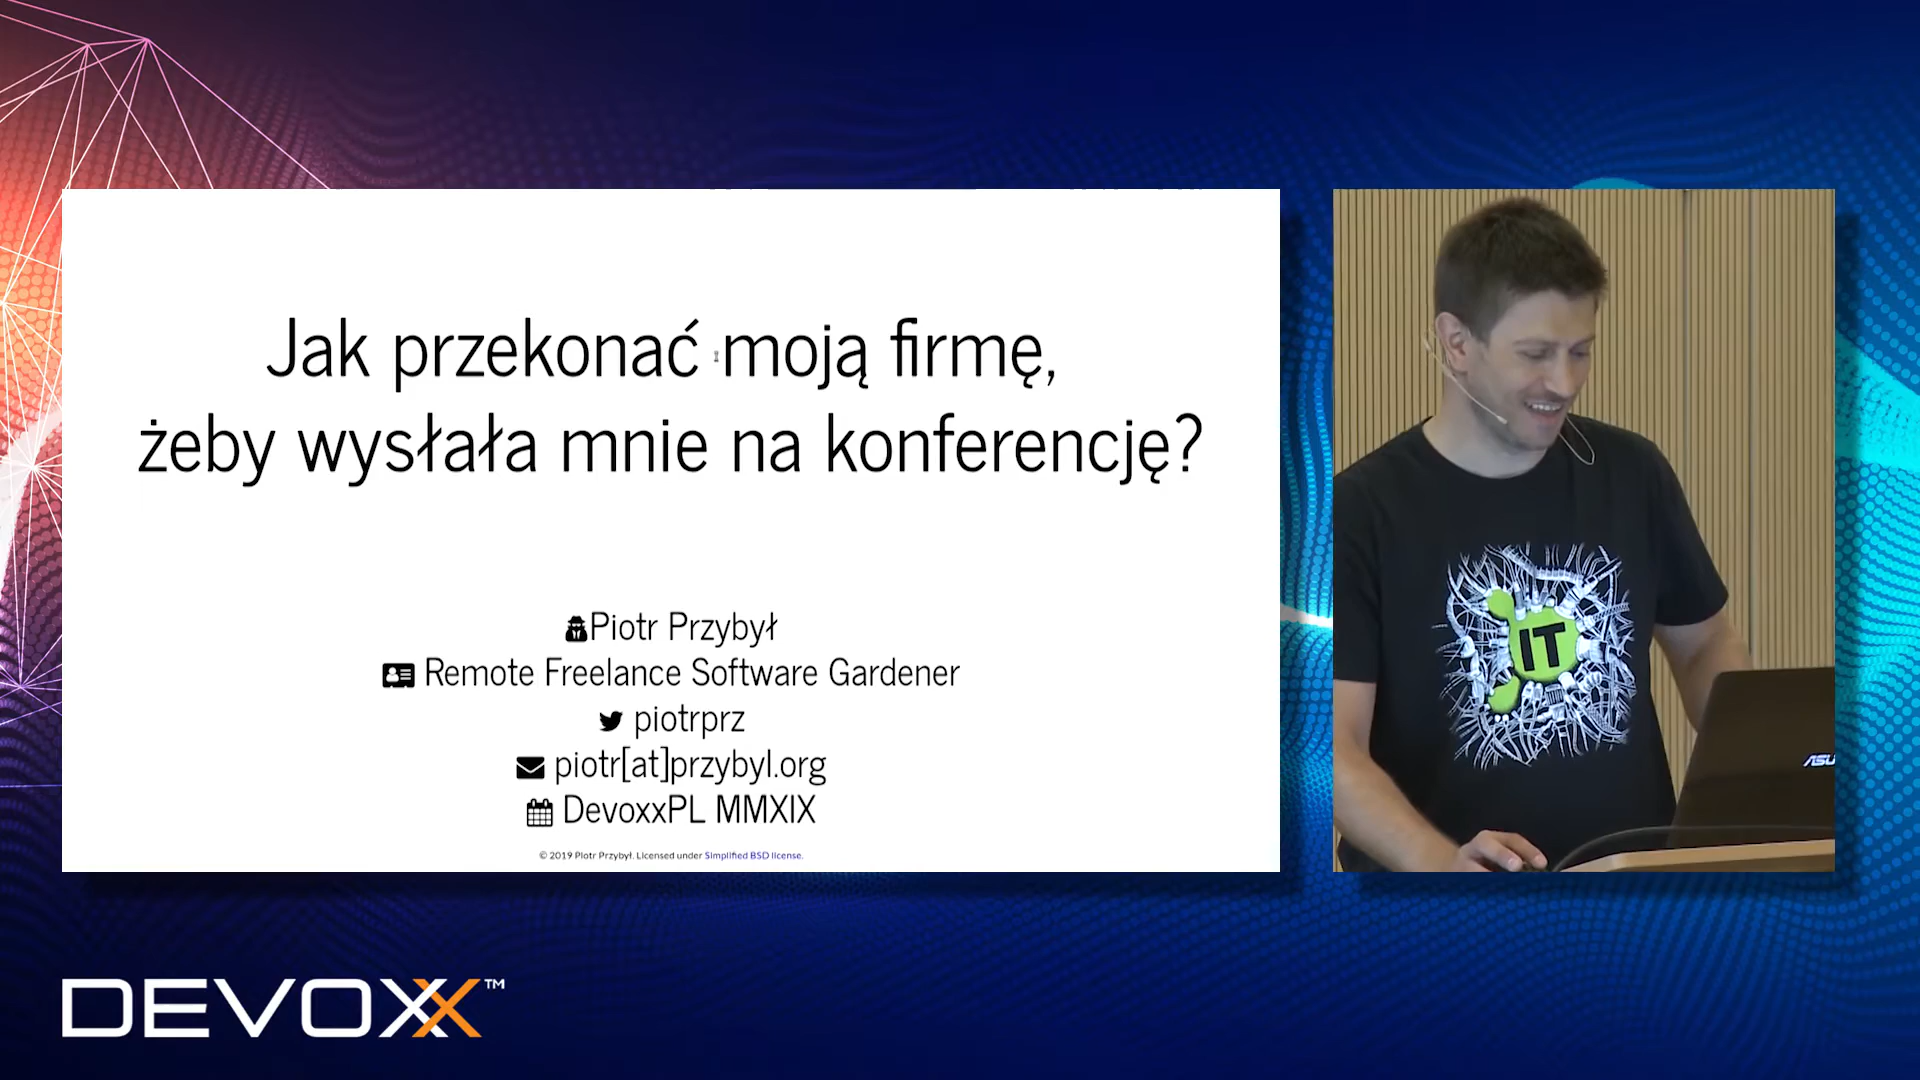 Jak przekonać moją firmę,
żeby wysłała mnie na konferencję?
Piotr Przybył
Remote Freelance Software Gardener
piotrprz
piotr[at]przybyl.org
DevoxxPL MMXIX
© 2019 Piotr Przybył. Licensed under Simplified BSD license.
IT
ASU
DEVOXX™